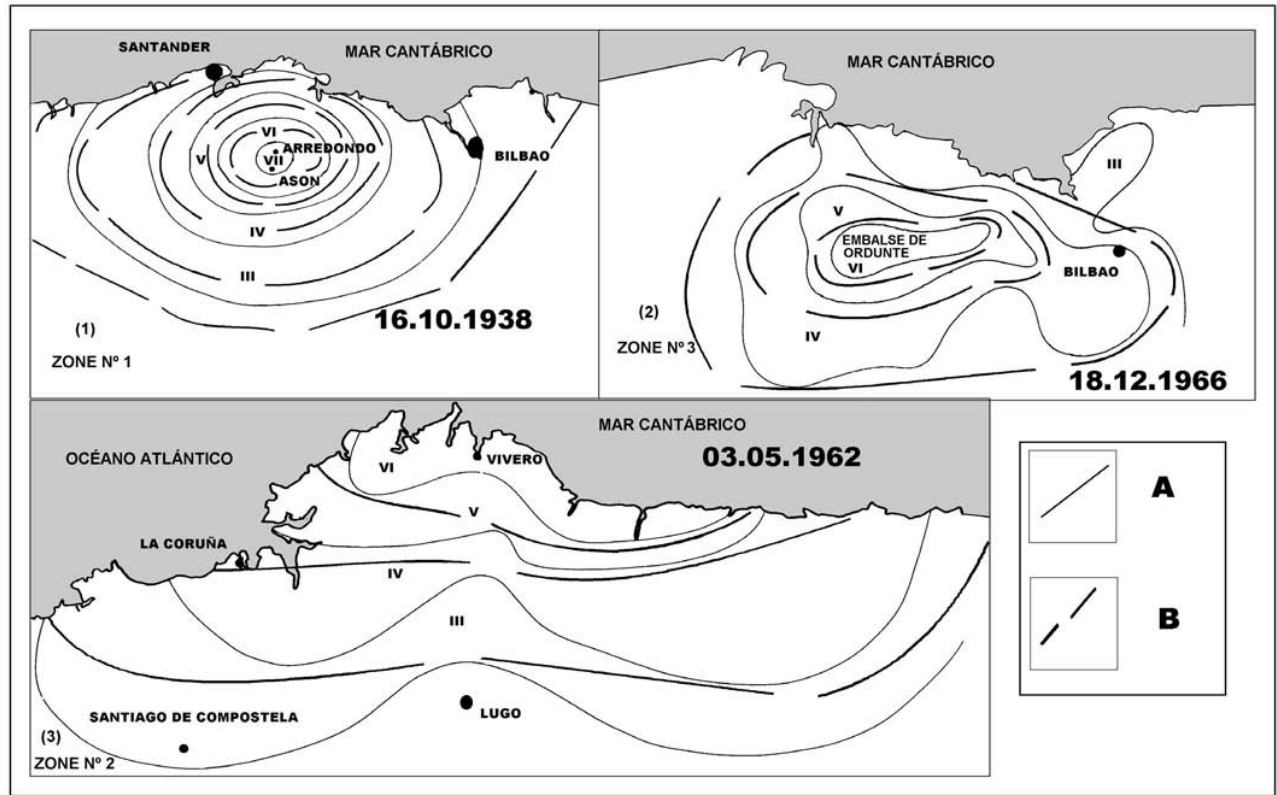 SANTANDER
MAR CANTÁBRICO
VI
ARREDONDO
V
VII
BILBAO
ASON
IV
III
16.10.1938
(1)
ZONE Nº 1
MAR CANTÁBRICO
III
V
EMBALSE DE
ORDUNTE
VI
BILBAO
(2)
IV
ZONE Nº 3
18.12.1966
MAR CANTÁBRICO
OCÉANO ATLÁNTICO
VI
VIVERO
03.05.1962
V
LA CORUÑA
IV
III
SANTIAGO DE COMPOSTELA
LUGO
(3)
ZONE Nº 2
A
B